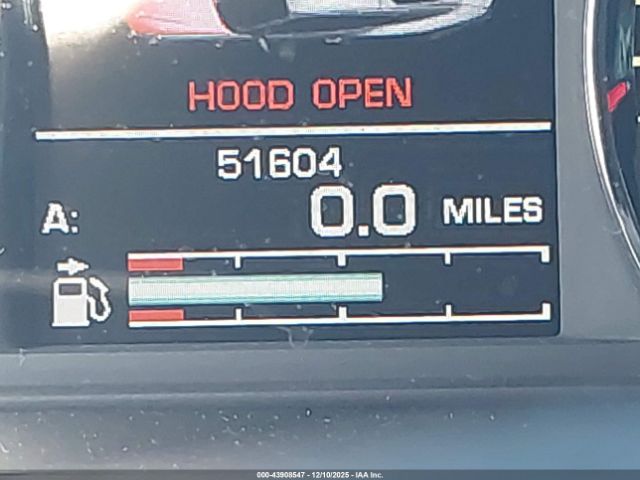 HOOD OPEN
51604
A: 0.0 MILES
000-43908547 - 12/10/2025 - IAA Inc.